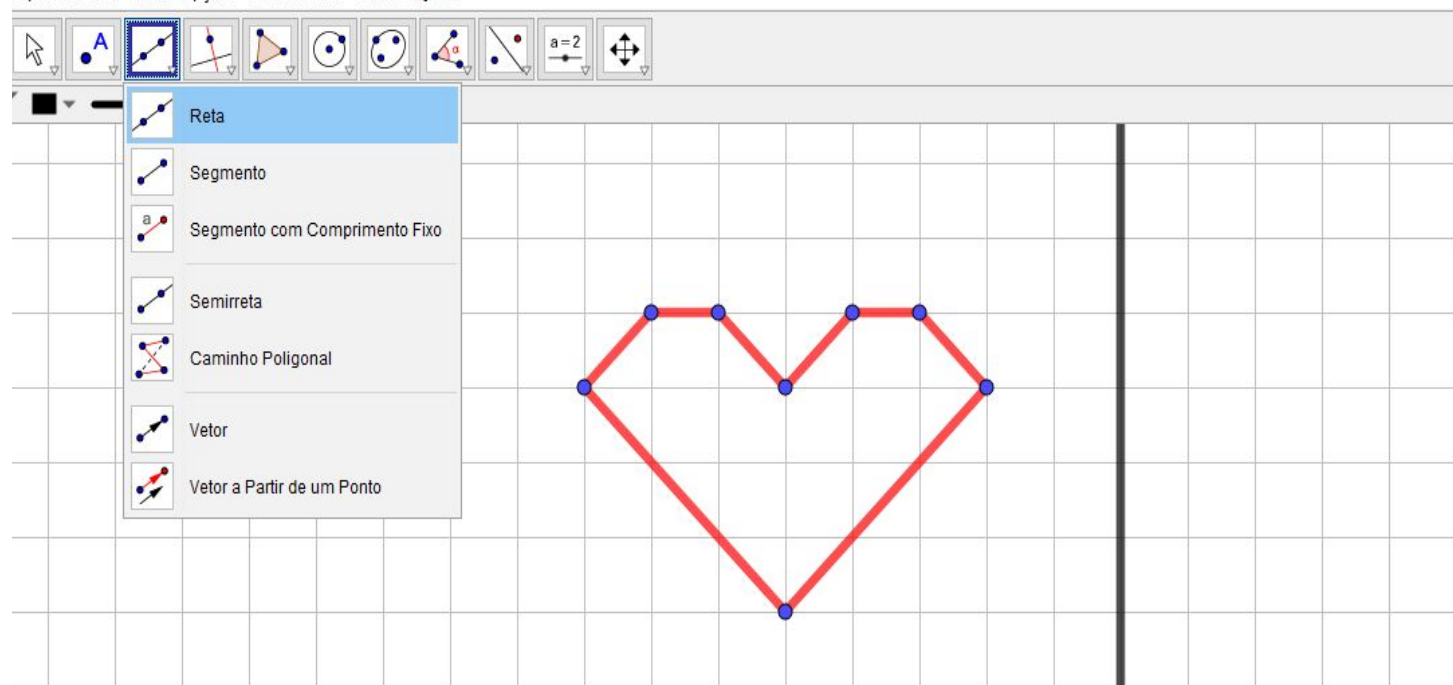 A
α
a=2
Reta
Segmento
a
Segmento com Comprimento Fixo
Semirreta
Caminho Poligonal
Vetor
Vetor a Partir de um Ponto